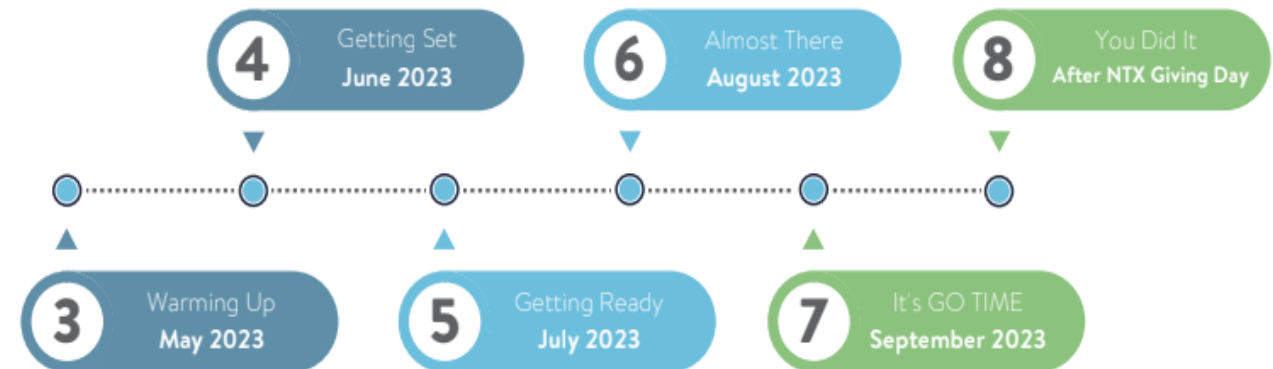 4
Getting Set
June 2023
6
Almost There
August 2023
8
You Did It
After NTX Giving Day
3
Warming Up
May 2023
5
Getting Ready
July 2023
7
It's GO TIME
September 2023